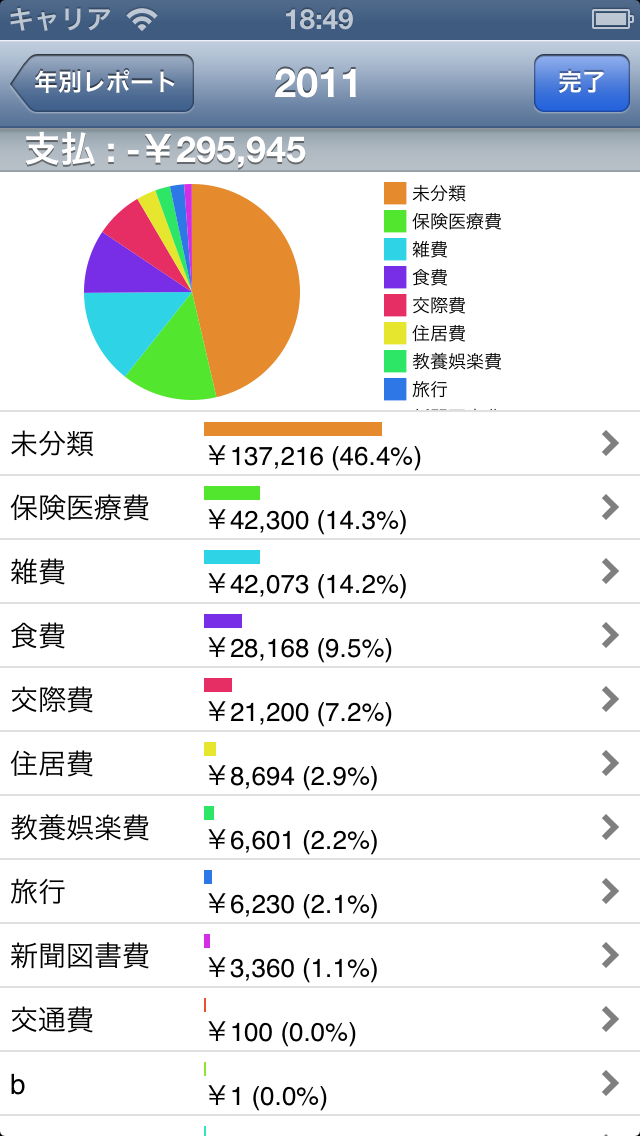 キャリア 18:49
年別レポート 2011 完了
支払 : -￥295,945
未分類
保険医療費
雑費
食費
交際費
住居費
教養娯楽費
旅行
未分類 ￥137,216 (46.4%)
保険医療費 ￥42,300 (14.3%)
雑費 ￥42,073 (14.2%)
食費 ￥28,168 (9.5%)
交際費 ￥21,200 (7.2%)
住居費 ￥8,694 (2.9%)
教養娯楽費 ￥6,601 (2.2%)
旅行 ￥6,230 (2.1%)
新聞図書費 ￥3,360 (1.1%)
交通費 ￥100 (0.0%)
b ￥1 (0.0%)